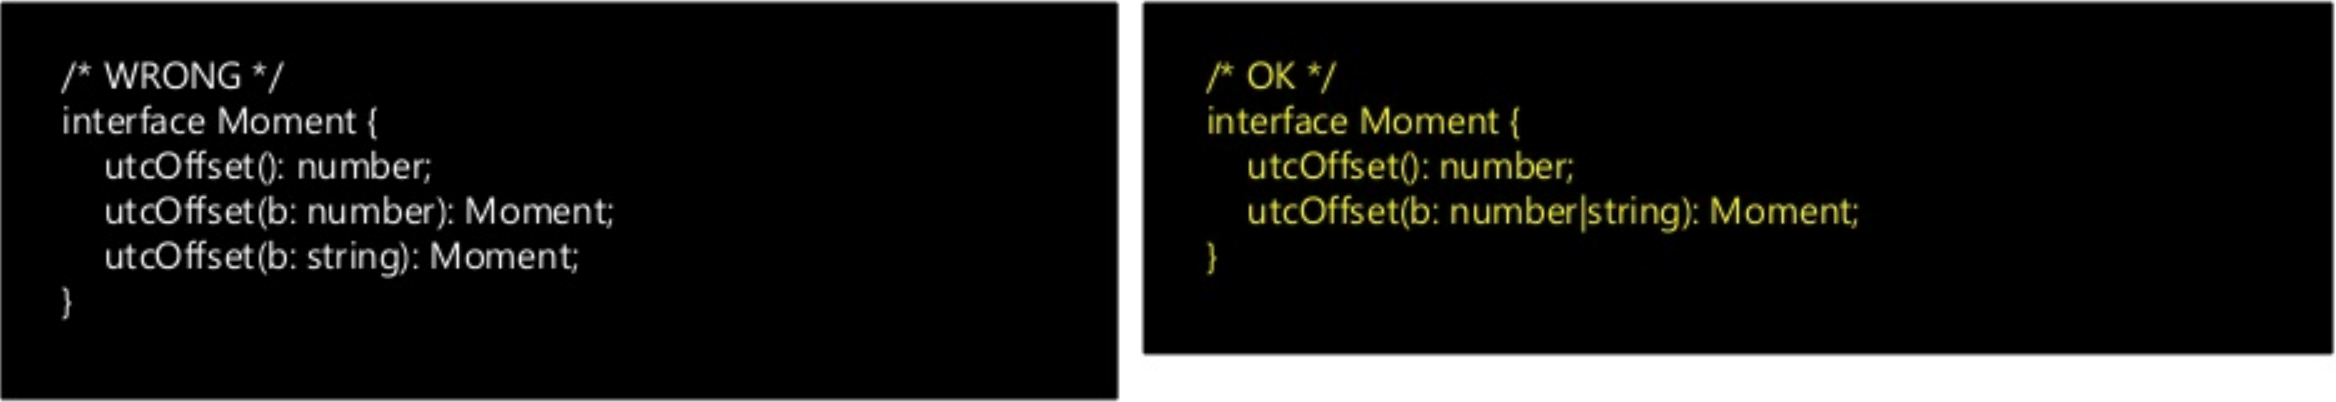 /* WRONG */
interface Moment {
    utcOffset(): number;
    utcOffset(b: number): Moment;
    utcOffset(b: string): Moment;
}
/* OK */
interface Moment {
    utcOffset(): number;
    utcOffset(b: number|string): Moment;
}